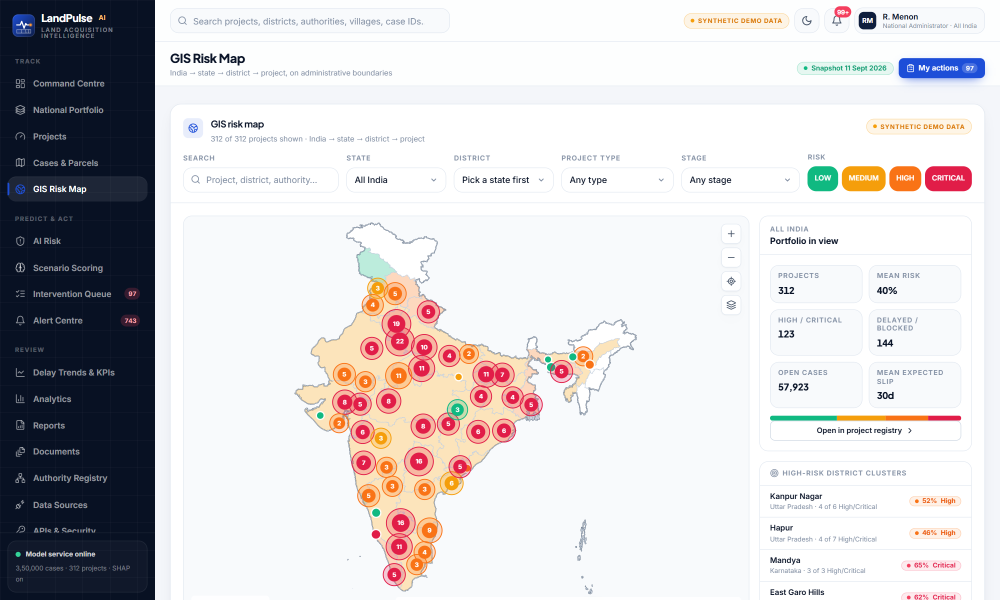 LandPulse AI
LAND ACQUISITION
INTELLIGENCE
TRACK
Command Centre
National Portfolio
Projects
Cases & Parcels
GIS Risk Map
PREDICT & ACT
AI Risk
Scenario Scoring
Intervention Queue 97
Alert Centre 743
REVIEW
Delay Trends & KPIs
Analytics
Reports
Documents
Authority Registry
Data Sources
APIs & Security
Model service online
3,50,000 cases · 312 projects · SHAP
on
Search projects, districts, authorities, villages, case IDs..
SYNTHETIC DEMO DATA
99+
RM
R. Menon
National Administrator · All India
GIS Risk Map
India → state → district → project, on administrative boundaries
Snapshot 11 Sept 2026
My actions 97
GIS risk map
312 of 312 projects shown · India → state → district → project
SYNTHETIC DEMO DATA
SEARCH
Project, district, authority...
STATE
All India
DISTRICT
Pick a state first
PROJECT TYPE
Any type
STAGE
Any stage
RISK
LOW MEDIUM HIGH CRITICAL
3
5
4
5
19
22
5
10
4
2
11
5
3
11
11
7
2
5
8
5
8
4
4
5
3
2
6
3
8
5
6
6
7
3
16
5
6
5
3
3
16
9
11
4
3
5
ALL INDIA
Portfolio in view
PROJECTS
312
MEAN RISK
40%
HIGH / CRITICAL
123
DELAYED /
BLOCKED
144
OPEN CASES
57,923
MEAN EXPECTED
SLIP
30d
Open in project registry
HIGH-RISK DISTRICT CLUSTERS
Kanpur Nagar
Uttar Pradesh · 4 of 6 High/Critical
52% High
Hapur
Uttar Pradesh · 4 of 7 High/Critical
46% High
Mandya
Karnataka · 3 of 3 High/Critical
65% Critical
East Garo Hills
62% Critical